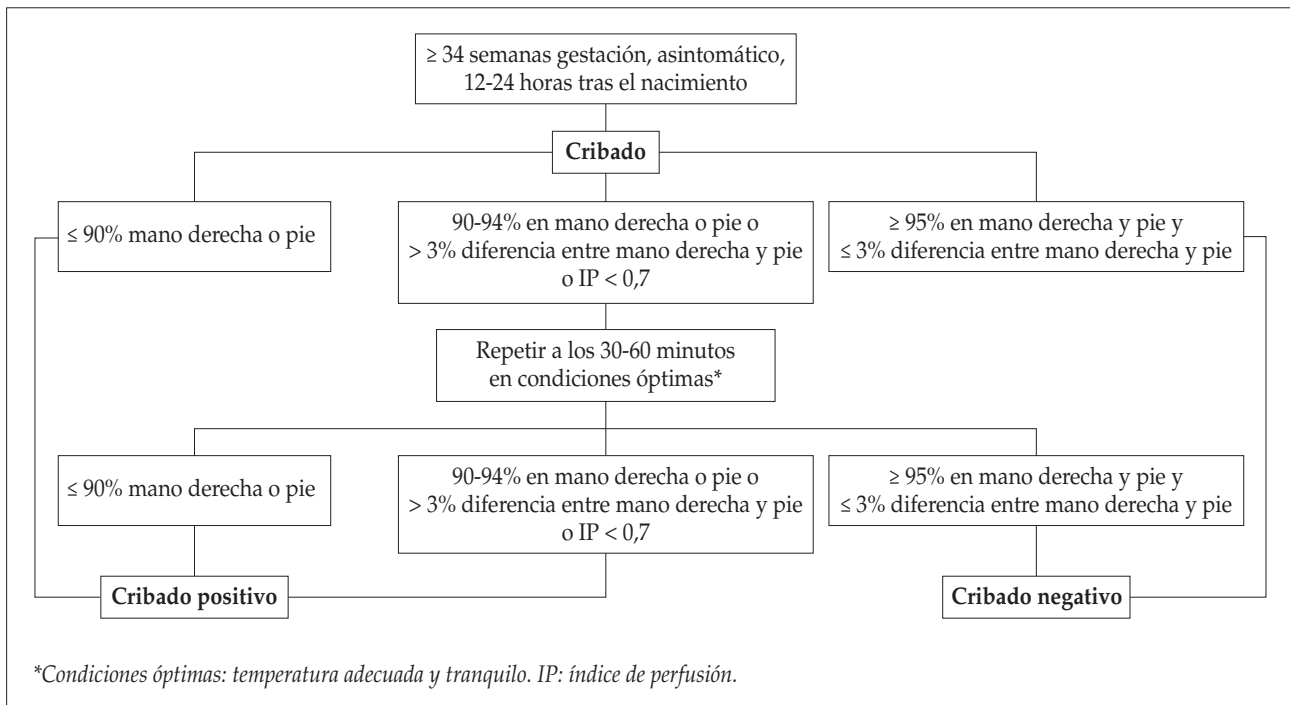 ≥ 34 semanas gestación, asintomático,
12-24 horas tras el nacimiento
Cribado
≤ 90% mano derecha o pie
90-94% en mano derecha o pie o
> 3% diferencia entre mano derecha y pie
o IP < 0,7
≥ 95% en mano derecha y pie y
≤ 3% diferencia entre mano derecha y pie
Repetir a los 30-60 minutos
en condiciones óptimas*
≤ 90% mano derecha o pie
90-94% en mano derecha o pie o
> 3% diferencia entre mano derecha y pie
o IP < 0,7
≥ 95% en mano derecha y pie y
≤ 3% diferencia entre mano derecha y pie
Cribado positivo
Cribado negativo
*Condiciones óptimas: temperatura adecuada y tranquilo. IP: índice de perfusión.